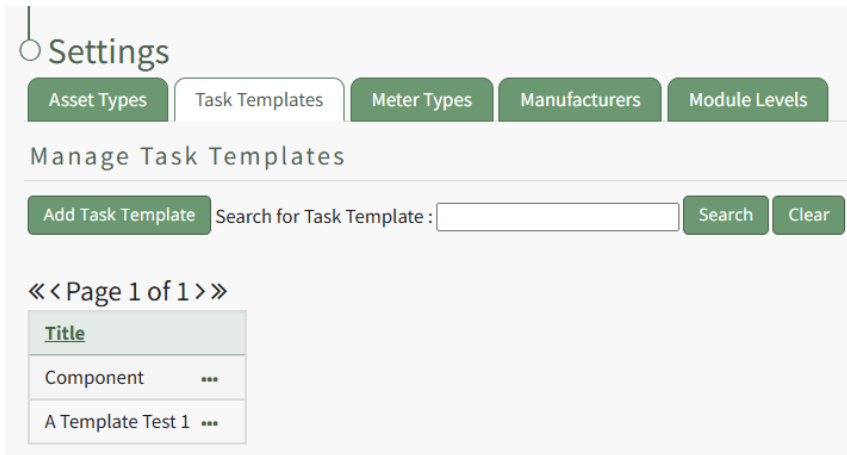 Settings
Asset Types Task Templates Meter Types Manufacturers Module Levels
Manage Task Templates
Add Task Template Search for Task Template : Search Clear
« ‹ Page 1 of 1 › »
Title
Component •••
A Template Test 1 •••